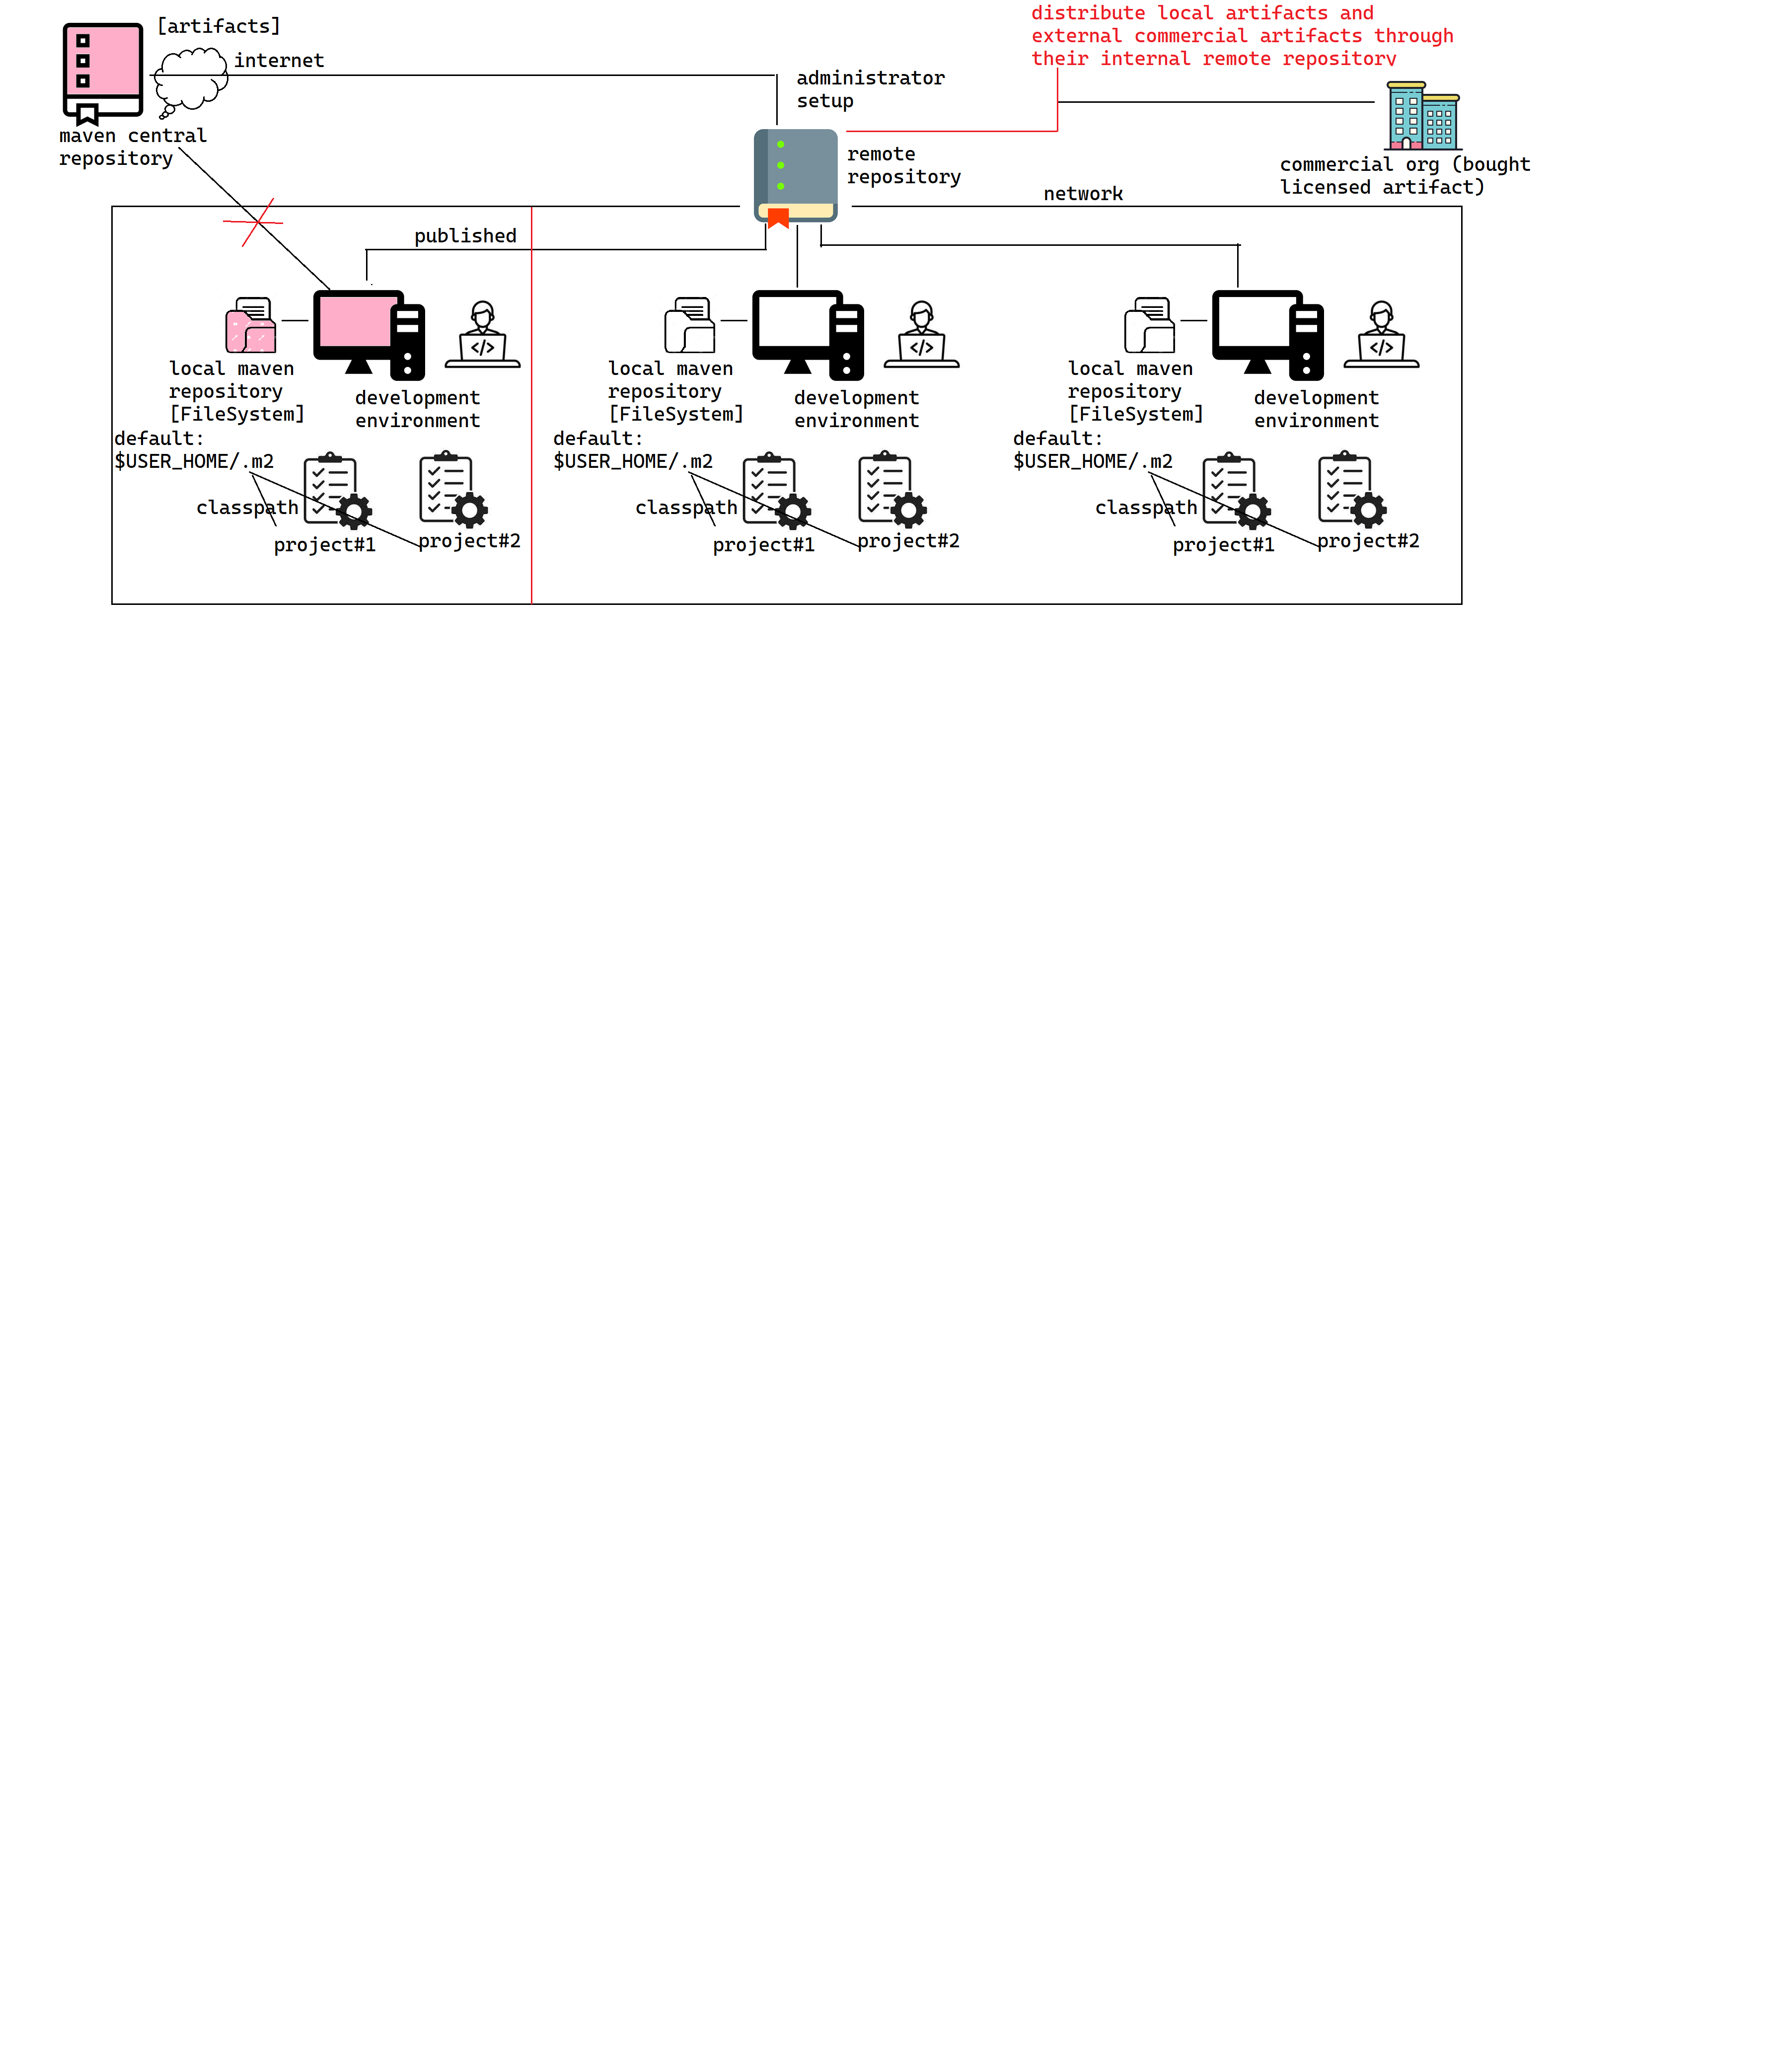 [artifacts]
internet
maven central
repository
distribute local artifacts and
external commercial artifacts through
their internal remote repository
administrator
setup
remote
repository
commercial org (bought
licensed artifact)
network
published
local maven
repository
[FileSystem]
development
environment
default:
$USER_HOME/.m2
classpath
project#1
project#2
</>
local maven
repository
[FileSystem]
development
environment
default:
$USER_HOME/.m2
classpath
project#1
project#2
</>
local maven
repository
[FileSystem]
development
environment
default:
$USER_HOME/.m2
classpath
project#1
project#2
</>